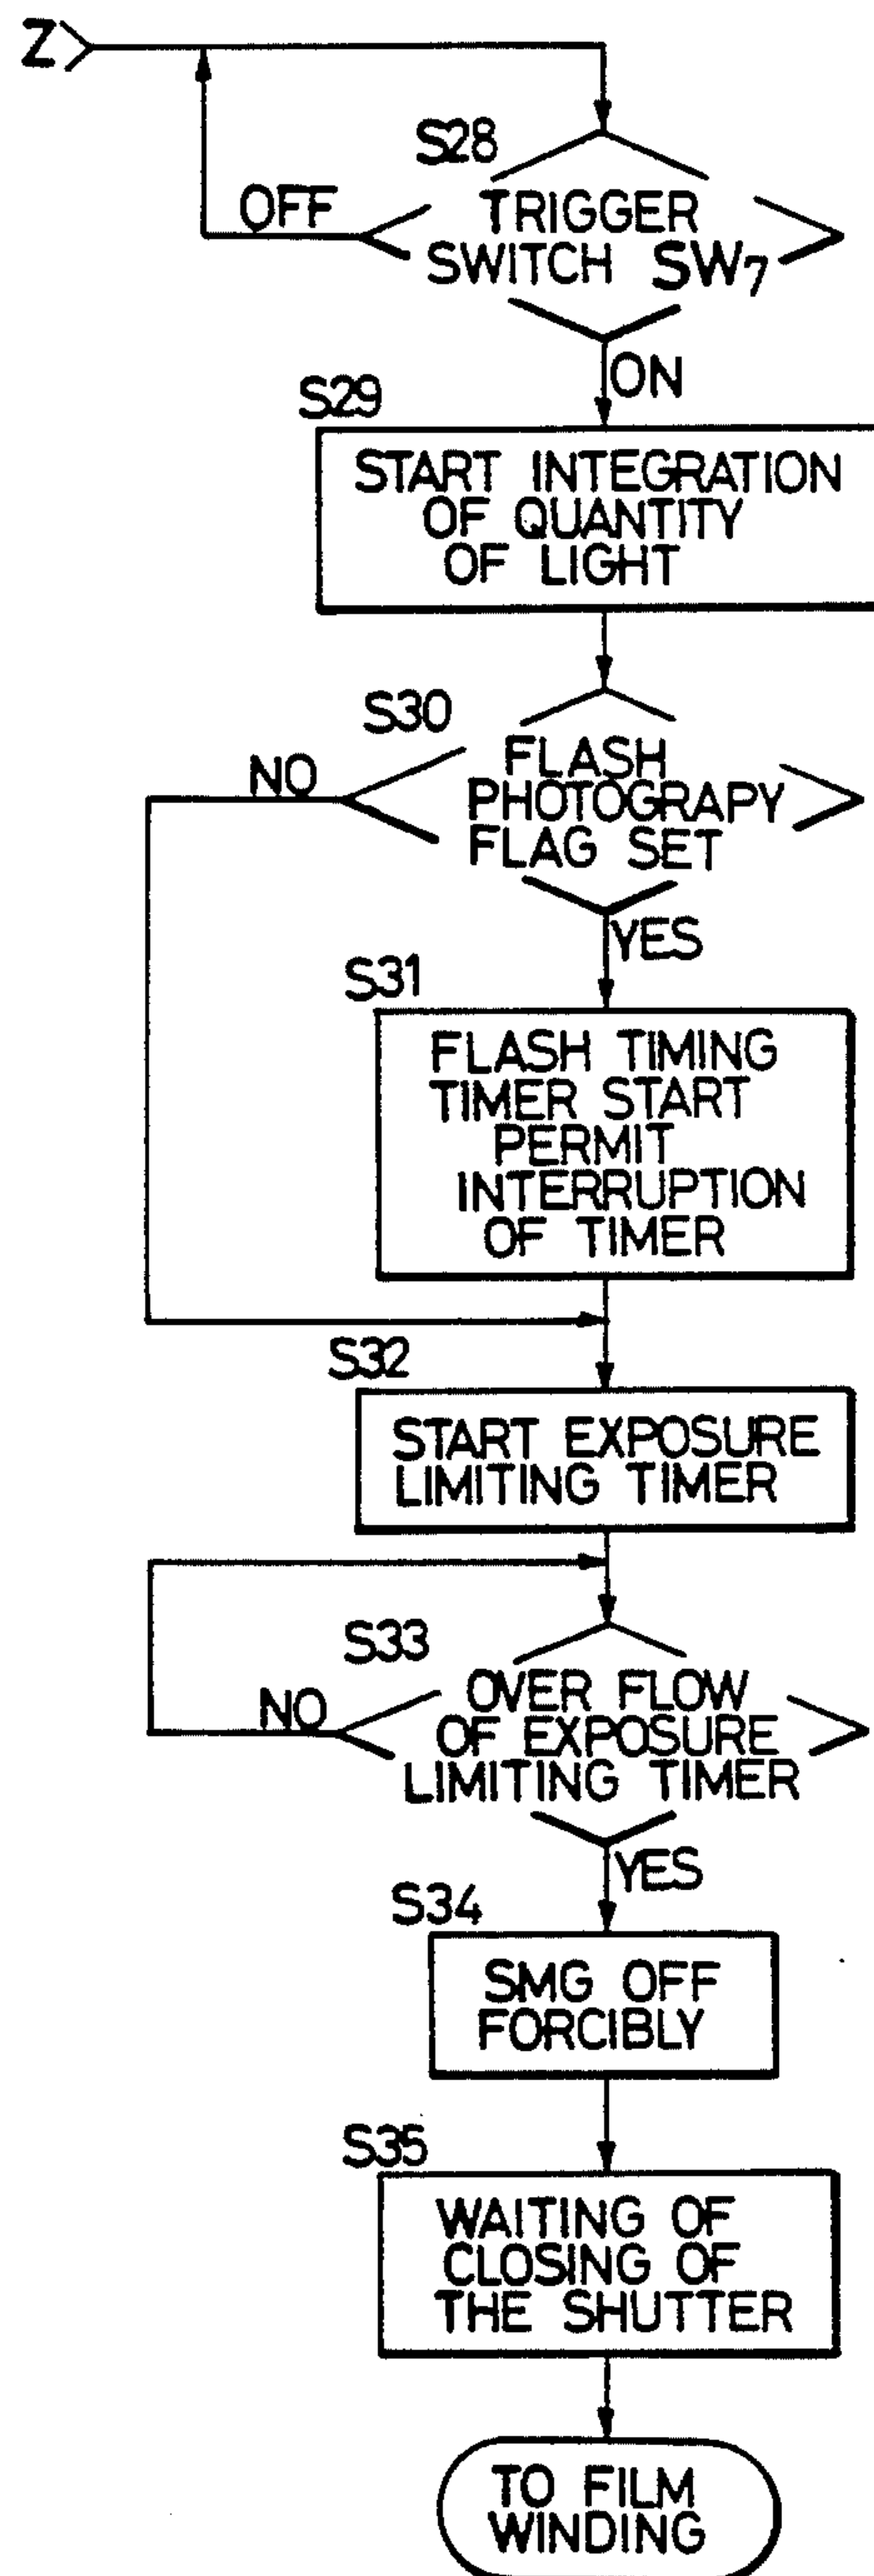 Z
S28
OFF
TRIGGER
SWITCH SW7
ON
S29
START INTEGRATION
OF QUANTITY
OF LIGHT
S30
NO
FLASH
PHOTOGRAPY
FLAG SET
YES
S31
FLASH TIMING
TIMER START
PERMIT
INTERRUPTION
OF TIMER
S32
START EXPOSURE
LIMITING TIMER
S33
NO
OVER FLOW
OF EXPOSURE
LIMITING TIMER
YES
S34
SMG OFF
FORCIBLY
S35
WAITING OF
CLOSING OF
THE SHUTTER
TO FILM
WINDING